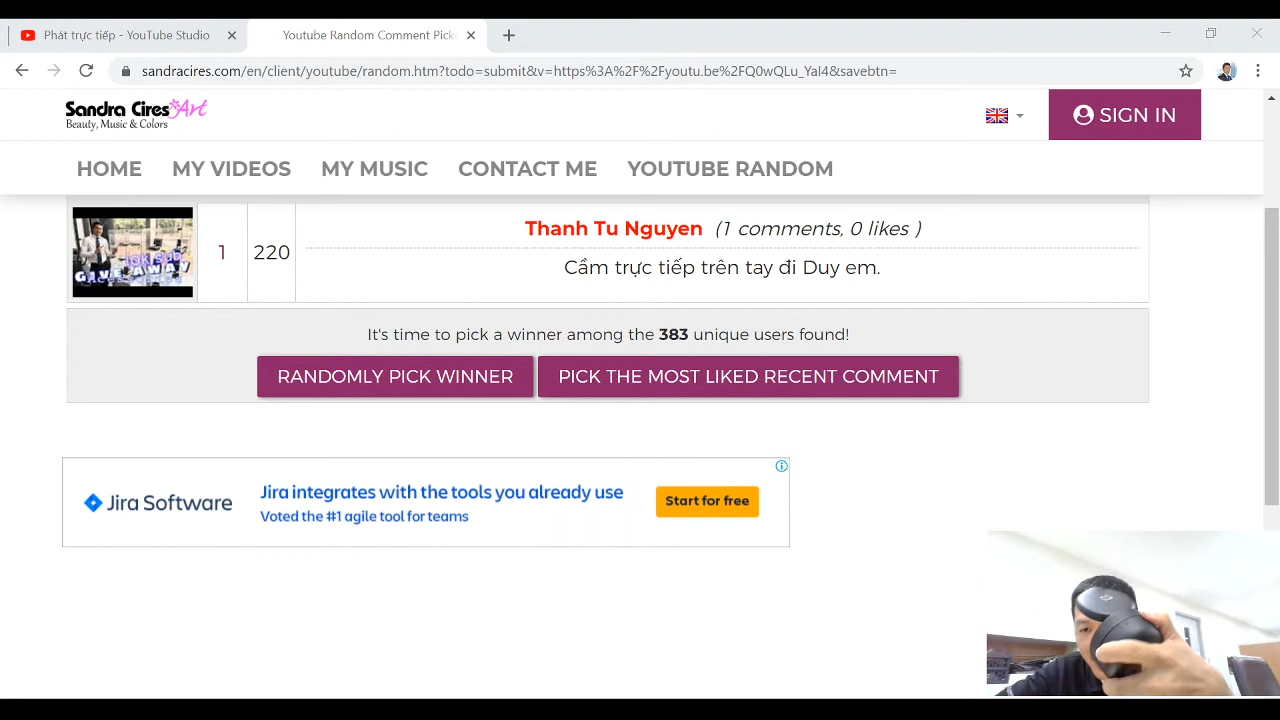 Phát trực tiếp - YouTube Studio
Youtube Random Comment Picke
sandracires.com/en/client/youtube/random.htm?todo=submit&v=https%3A%2F%2Fyoutu.be%2FQ0wQLu_YaI4&savebtn=
Sandra Cires Art
Beauty, Music & Colors
SIGN IN
HOME MY VIDEOS MY MUSIC CONTACT ME YOUTUBE RANDOM
10K SUB
GIVE AWAY
1 220
Thanh Tu Nguyen (1 comments, 0 likes )
Cầm trực tiếp trên tay đi Duy em.
It's time to pick a winner among the 383 unique users found!
RANDOMLY PICK WINNER PICK THE MOST LIKED RECENT COMMENT
Jira Software
Jira integrates with the tools you already use
Voted the #1 agile tool for teams
Start for free